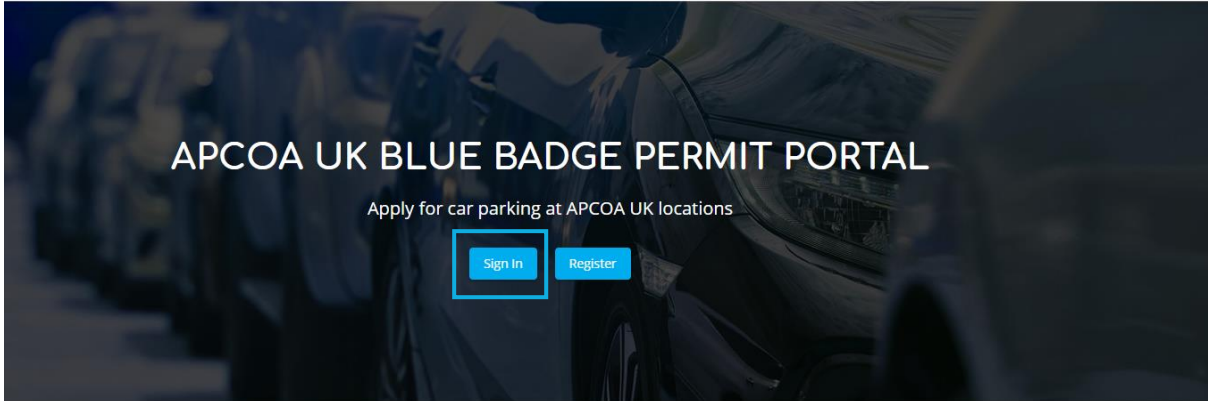 APCOA UK BLUE BADGE PERMIT PORTAL
Apply for car parking at APCOA UK locations
Sign In Register